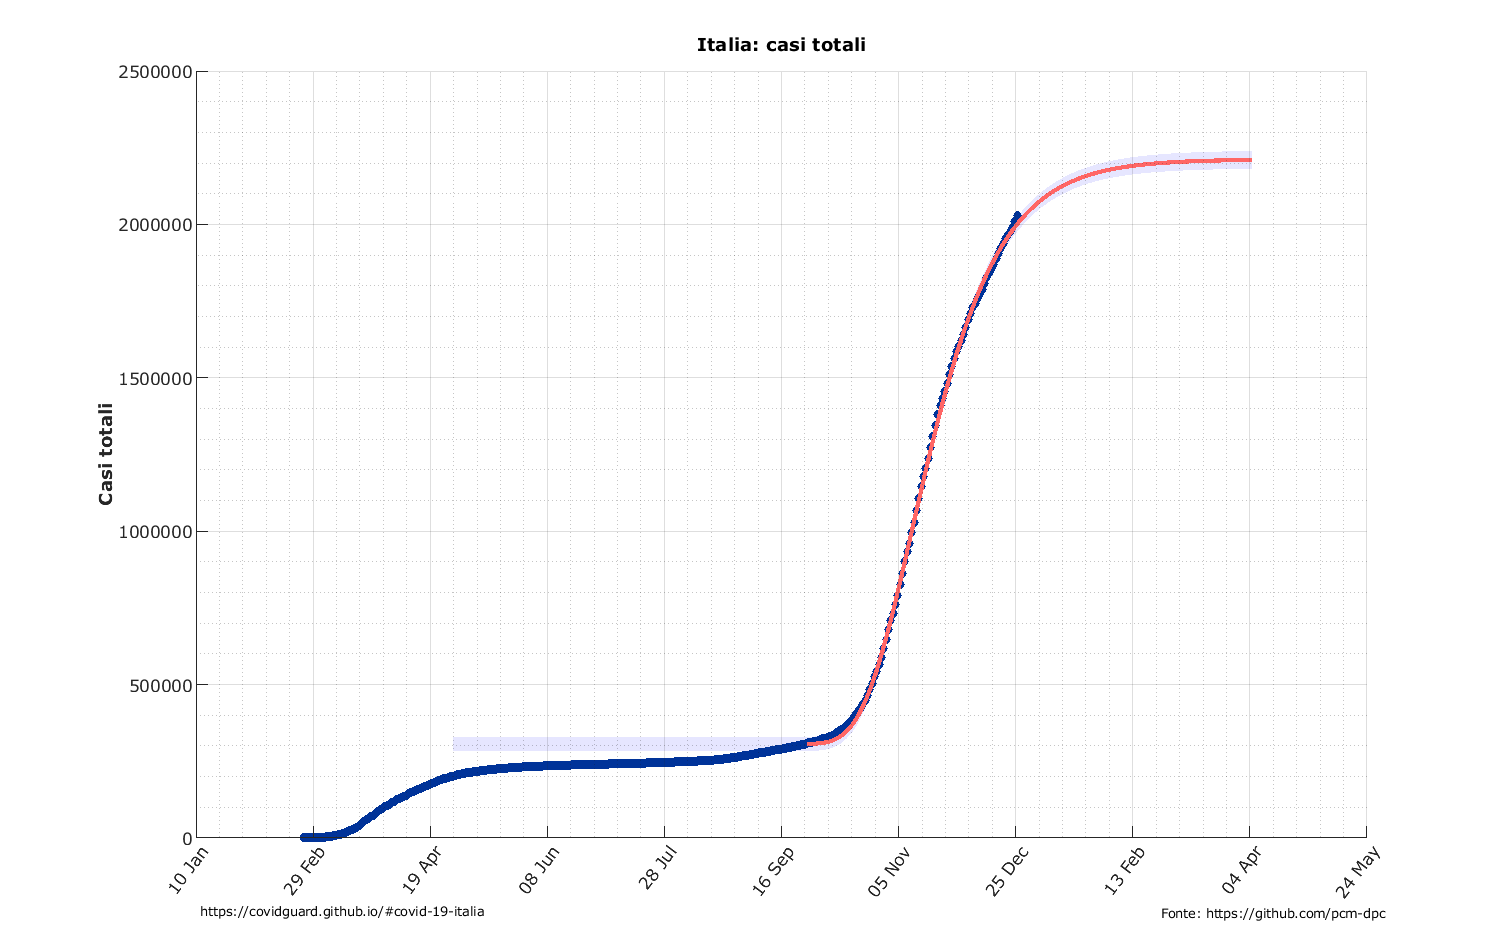 Italia: casi totali
Casi totali
2500000
2000000
1500000
1000000
500000
0
10 Jan
29 Feb
19 Apr
08 Jun
28 Jul
16 Sep
05 Nov
25 Dec
13 Feb
04 Apr
24 May
https://covidguard.github.io/#covid-19-italia
Fonte: https://github.com/pcm-dpc